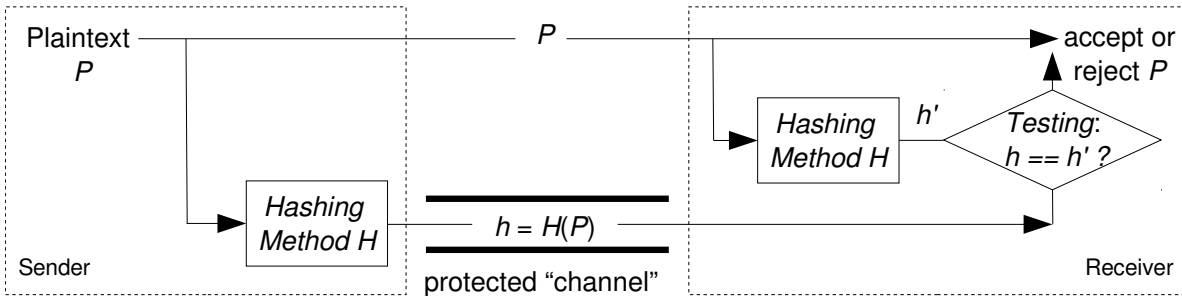 Plaintext
P
P
accept or
reject P
Hashing
Method H
h'
Testing:
h == h' ?
Hashing
Method H
h = H(P)
Sender
protected “channel”
Receiver